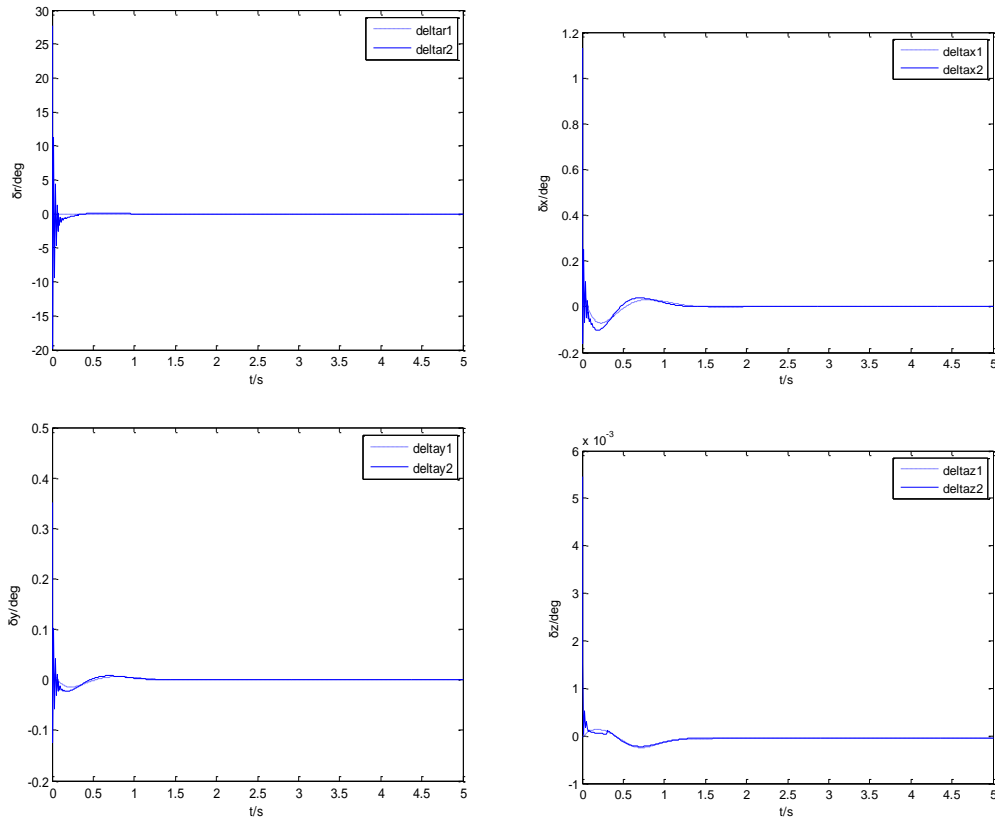 30
25
20
15
10
5
0
-5
-10
-15
-20
0 0.5 1 1.5 2 2.5 3 3.5 4 4.5 5
t/s
δr/deg
deltar1
deltar2
1.2
1
0.8
0.6
0.4
0.2
0
-0.2
0 0.5 1 1.5 2 2.5 3 3.5 4 4.5 5
t/s
δx/deg
deltax1
deltax2
0.5
0.4
0.3
0.2
0.1
0
-0.1
-0.2
0 0.5 1 1.5 2 2.5 3 3.5 4 4.5 5
t/s
δy/deg
deltay1
deltay2
x 10-3
6
5
4
3
2
1
0
-1
0 0.5 1 1.5 2 2.5 3 3.5 4 4.5 5
t/s
δz/deg
deltaz1
deltaz2